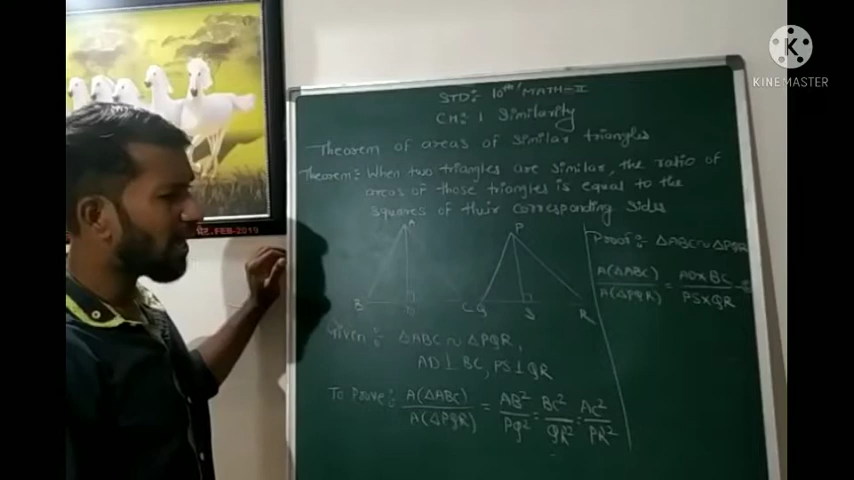 KINEMASTER
STD:- 10th MATH-II
CH: 1 Similarity
Theorem of areas of similar triangles
Theorem:- When two triangles are similar, the ratio of
areas of those triangles is equal to the
squares of their corresponding sides
A
B
D
C
P
Q
S
R
Given:- △ABC ~ △PQR,
AD ⊥ BC, PS ⊥ QR
To Prove:- A(△ABC)/A(△PQR) = AB²/PQ² = BC²/QR² = AC²/PR²
Proof:- △ABC ~ △PQR
A(△ABC)/A(△PQR) = AD×BC/PS×QR
FEB-2019